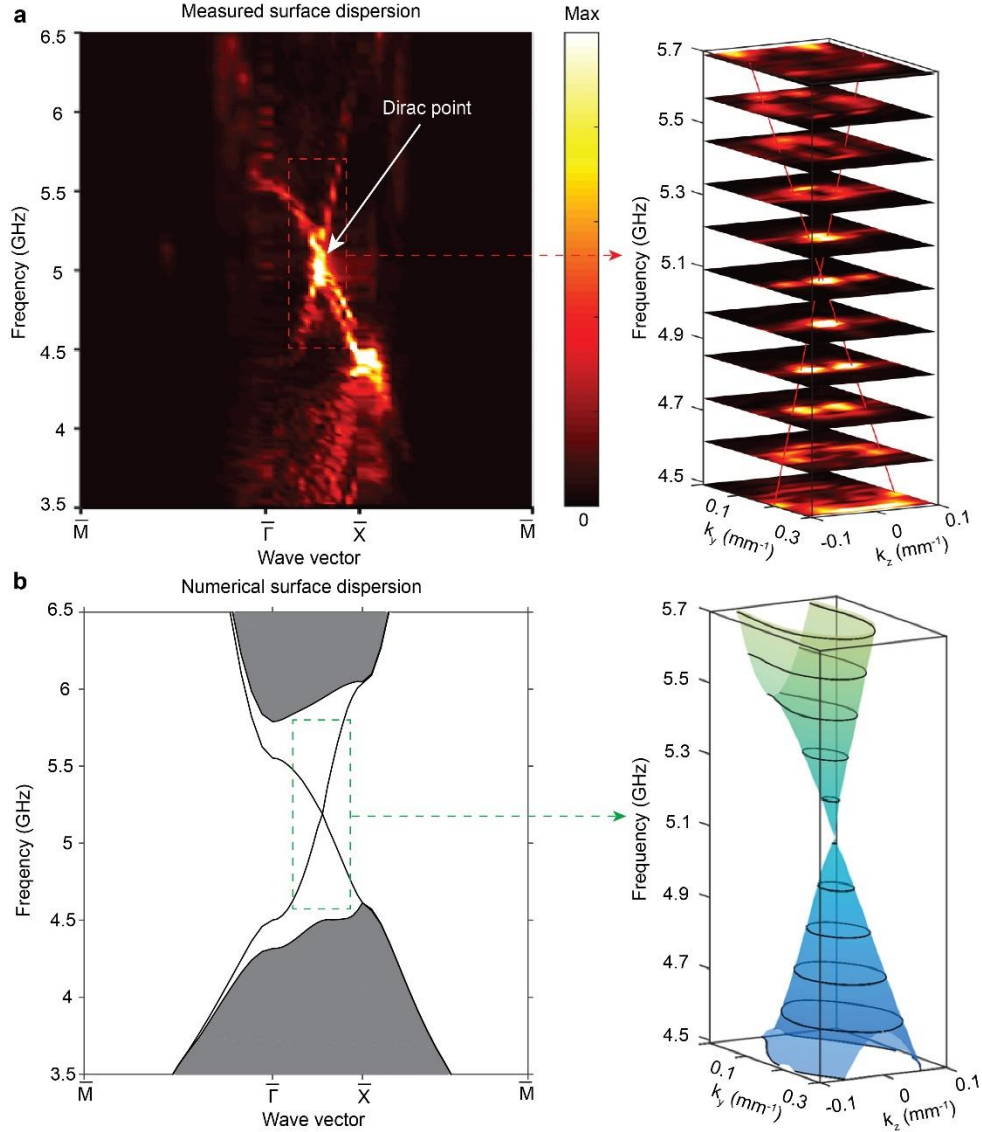 a
Measured surface dispersion
Max
6.5
6
5.5
5
4.5
4
3.5
Freqency (GHz)
Dirac point
M̅
Γ̅
X̅
M̅
Wave vector
0
5.7
5.5
5.3
5.1
4.9
4.7
4.5
Frequency (GHz)
0.1
0.3
k_y (mm⁻¹)
-0.1
0
0.1
k_z (mm⁻¹)
b
Numerical surface dispersion
6.5
6
5.5
5
4.5
4
3.5
Freqency (GHz)
M̅
Γ̅
X̅
M̅
Wave vector
5.7
5.5
5.3
5.1
4.9
4.7
4.5
Frequency (GHz)
0.1
0.3
k_y (mm⁻¹)
-0.1
0
0.1
k_z (mm⁻¹)